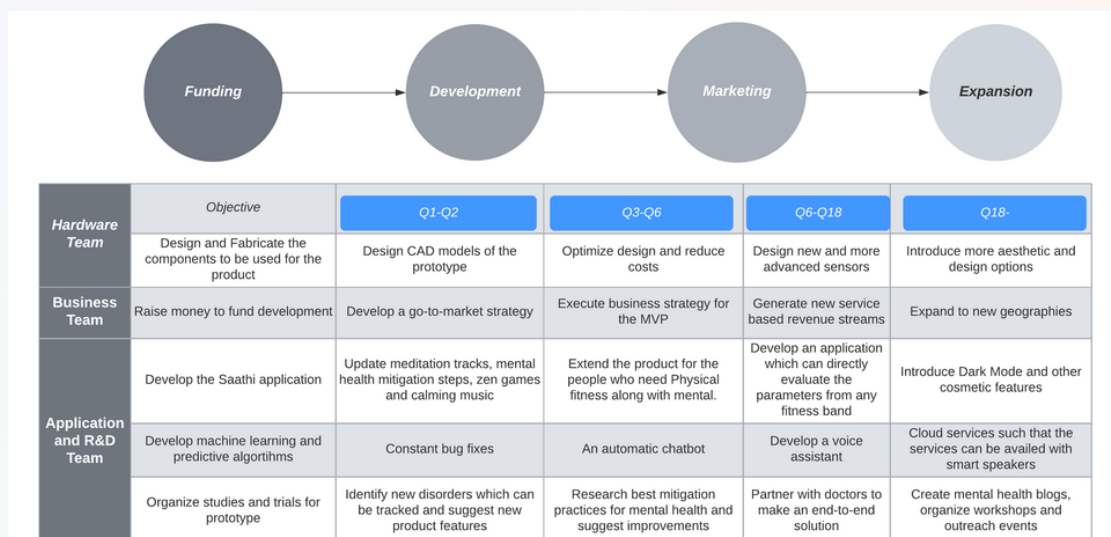 Funding
Development
Marketing
Expansion
Hardware
Team
Objective
Q1-Q2
Q3-Q6
Q6-Q18
Q18-
Design and Fabricate the
components to be used for the
product
Design CAD models of the
prototype
Optimize design and reduce
costs
Design new and more
advanced sensors
Introduce more aesthetic and
design options
Business
Team
Raise money to fund development
Develop a go-to-market strategy
Execute business strategy for
the MVP
Generate new service
based revenue streams
Expand to new geographies
Application
and R&D
Team
Develop the Saathi application
Update meditation tracks, mental
health mitigation steps, zen games
and calming music
Extend the product for the
people who need Physical
fitness along with mental.
Develop an application
which can directly
evaluate the
parameters from any
fitness band
Introduce Dark Mode and other
cosmetic features
Develop machine learning and
predictive algortihms
Constant bug fixes
An automatic chatbot
Develop a voice
assistant
Cloud services such that the
services can be availed with
smart speakers
Organize studies and trials for
prototype
Identify new disorders which can
be tracked and suggest new
product features
Research best mitigation
practices for mental health and
suggest improvements
Partner with doctors to
make an end-to-end
solution
Create mental health blogs,
organize workshops and
outreach events